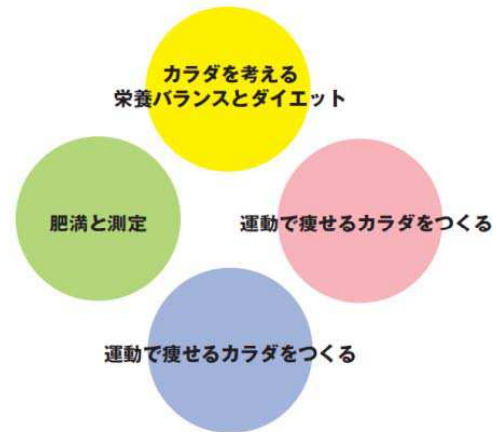 カラダを考える
栄養バランスとダイエット
肥満と測定
運動で痩せるカラダをつくる
運動で痩せるカラダをつくる